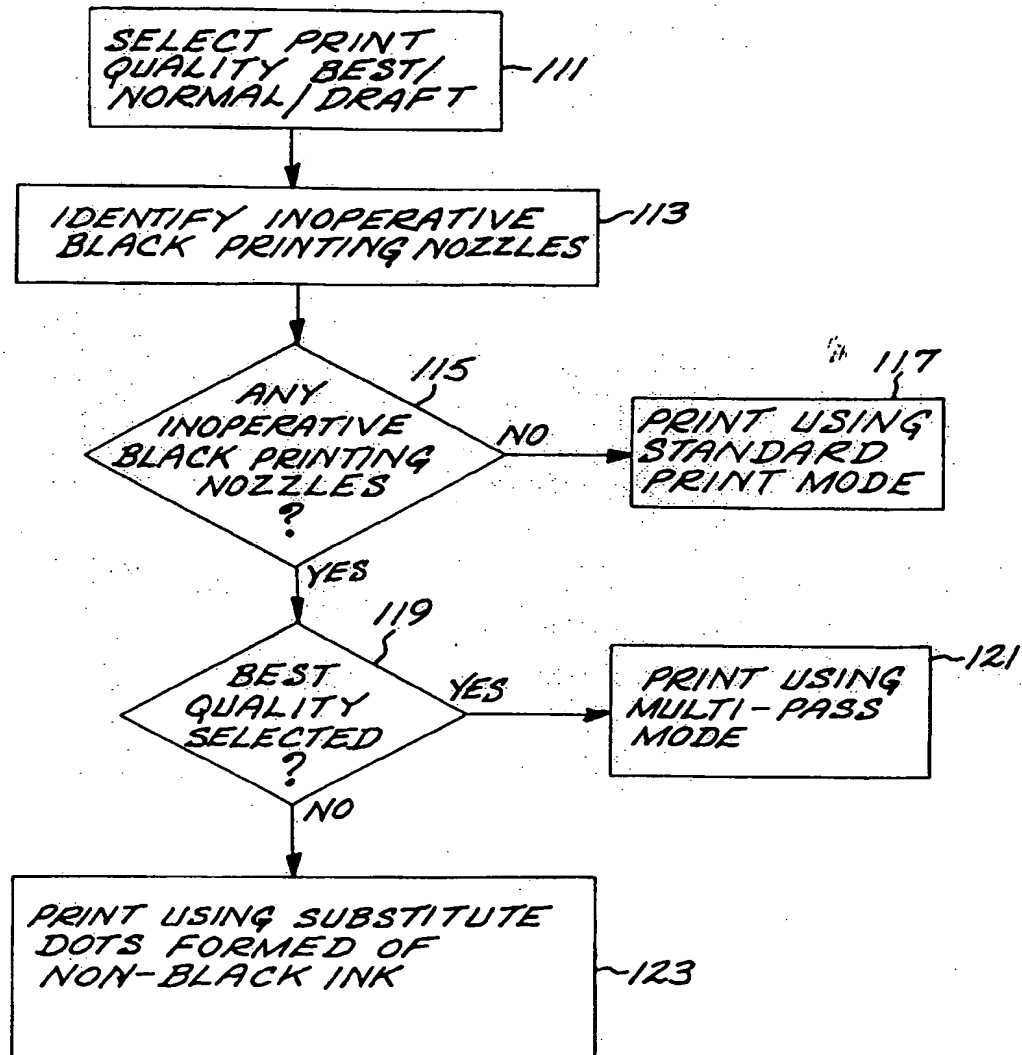 SELECT PRINT
QUALITY BEST/
NORMAL/DRAFT
111
IDENTIFY INOPERATIVE
BLACK PRINTING NOZZLES
113
ANY
INOPERATIVE
BLACK PRINTING
NOZZLES
?
115
NO
117
PRINT USING
STANDARD
PRINT MODE
YES
119
BEST
QUALITY
SELECTED
?
YES
121
PRINT USING
MULTI-PASS
MODE
NO
PRINT USING SUBSTITUTE
DOTS FORMED OF
NON-BLACK INK
123